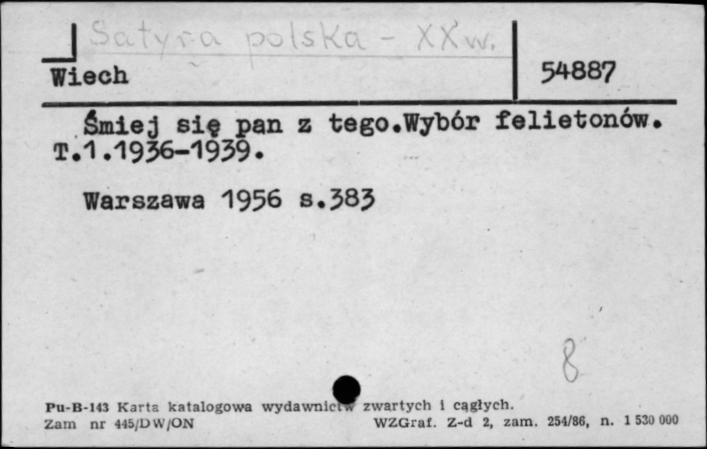 Satyra polska - XX w.
Wiech 54887
Śmiej się pan z tego.Wybór felietonów.
T.1.1936-1939.
Warszawa 1956 s.383
8
Pu-B-143 Karta katalogowa wydawnictw zwartych i cągłych.
Zam nr 445/DW/ON WZGraf. Z-d 2, zam. 254/86, n. 1 530 000